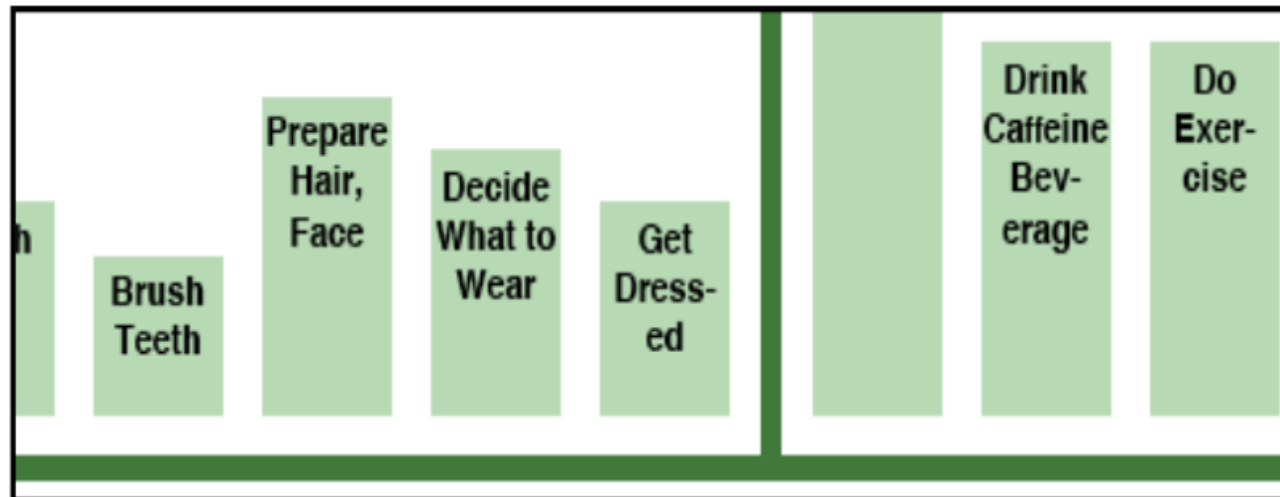 h
Brush
Teeth
Prepare
Hair,
Face
Decide
What to
Wear
Get
Dress-
ed
Drink
Caffeine
Bev-
erage
Do
Exer-
cise